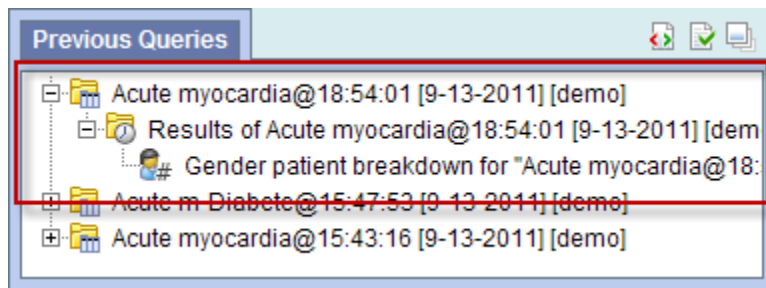 Previous Queries
Acute myocardia@18:54:01 [9-13-2011] [demo]
Results of Acute myocardia@18:54:01 [9-13-2011] [dem
Gender patient breakdown for "Acute myocardia@18:
Acute m-Diabete@15:47:53 [9-13-2011] [demo]
Acute myocardia@15:43:16 [9-13-2011] [demo]